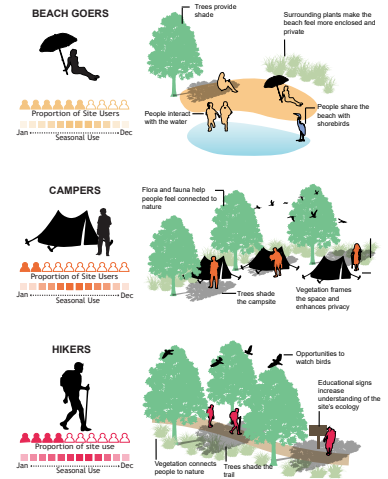 BEACH GOERS
Proportion of Site Users
Jan
Dec
Seasonal Use
Trees provide
shade
Surrounding plants make the
beach feel more enclosed and
private
People interact
with the water
People share the
beach with
shorebirds
CAMPERS
Proportion of Site Users
Jan
Dec
Seasonal Use
Flora and fauna help
people feel connected to
nature
Trees shade
the campsite
Vegetation frames
the space and
enhances privacy
HIKERS
Proportion of site use
Jan
Dec
Seasonal Use
Opportunities to
watch birds
Educational signs
increase
understanding of the
site's ecology
Vegetation connects
people to nature
Trees shade the
trail